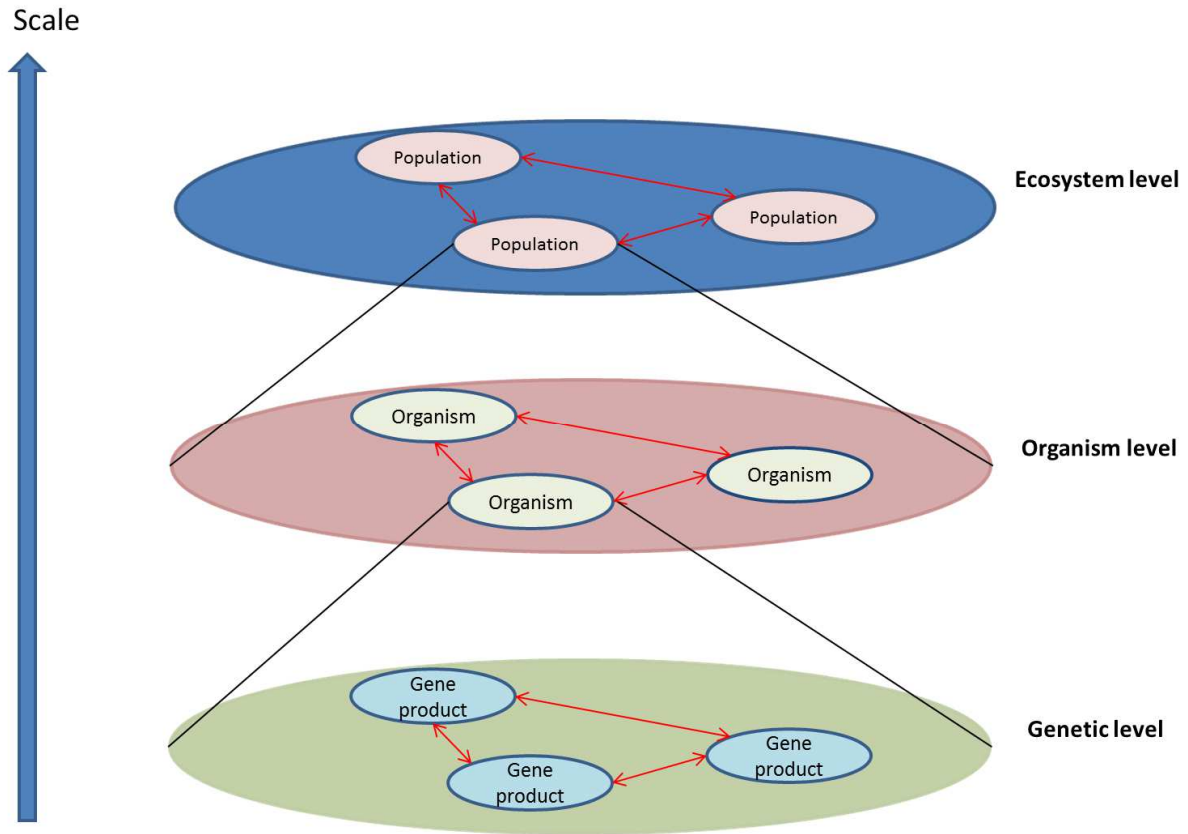 Scale
Population
Ecosystem level
Population
Population
Organism
Organism level
Organism
Organism
Gene
product
Genetic level
Gene
product
Gene
product